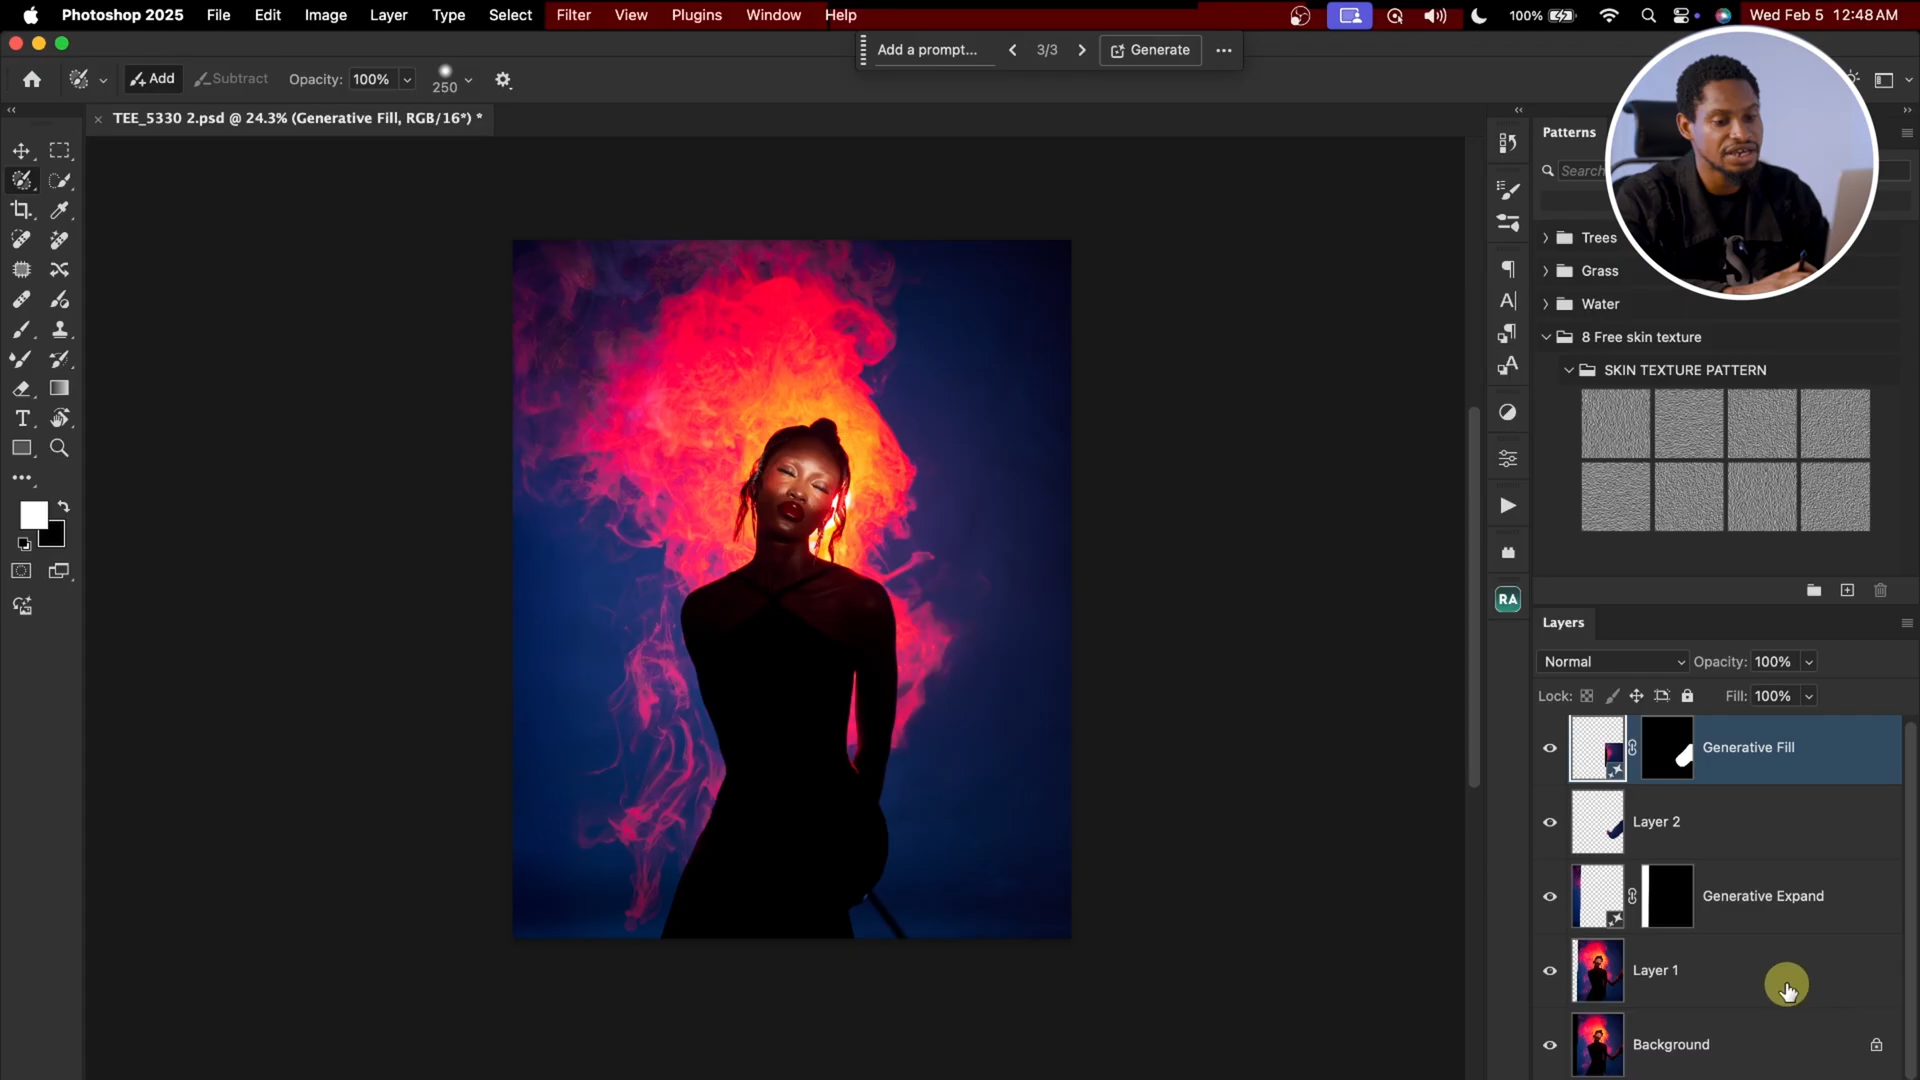 Photoshop 2025 File Edit Image Layer Type Select Filter View Plugins Window Help 100% Wed Feb 5 12:48 AM
Add a prompt... 3/3 Generate
Add Subtract Opacity: 100% 250
TEE_5330 2.psd @ 24.3% (Generative Fill, RGB/16*) *
Patterns
Search
Trees
Grass
Water
8 Free skin texture
SKIN TEXTURE PATTERN
RA
Layers
Normal Opacity: 100%
Lock: Fill: 100%
Generative Fill
Layer 2
Generative Expand
Layer 1
Background